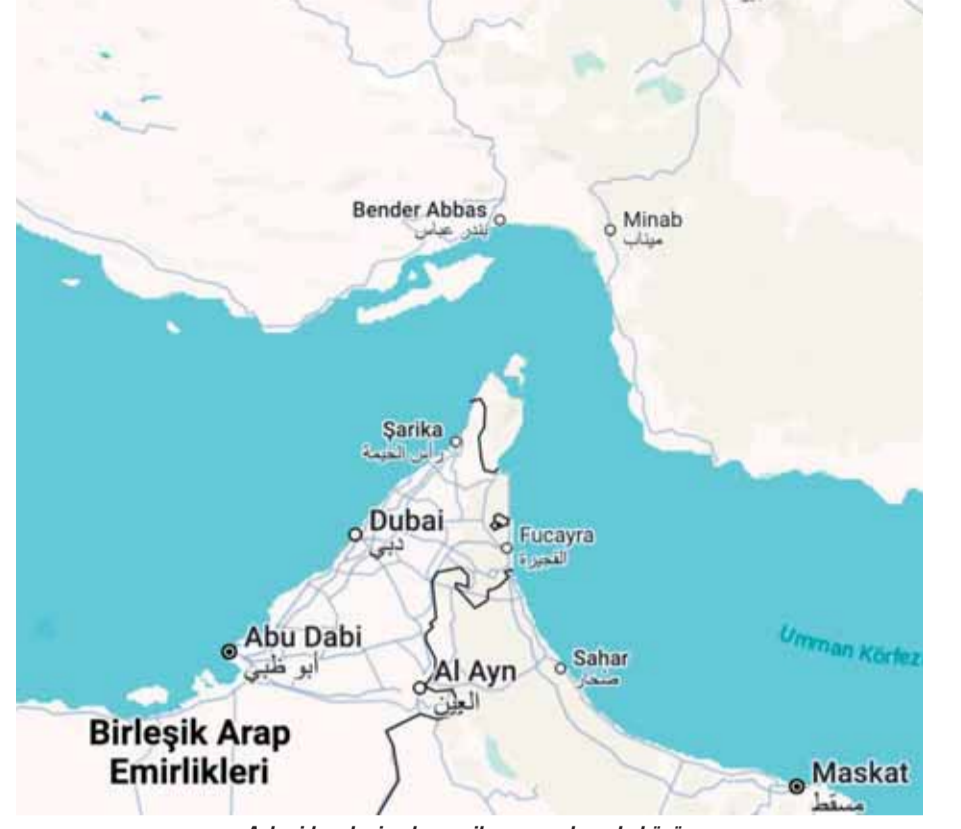 Bender Abbas
بندر عباس
Minab
میناب
Şarika
رأس الخيمة
Dubai
دبي
Fucayra
الفجيرة
Abu Dabi
أبو ظبي
Sahar
صحار
Umman Körfez
Al Ayn
العين
Birleşik Arap
Emirlikleri
Maskat
مسقط